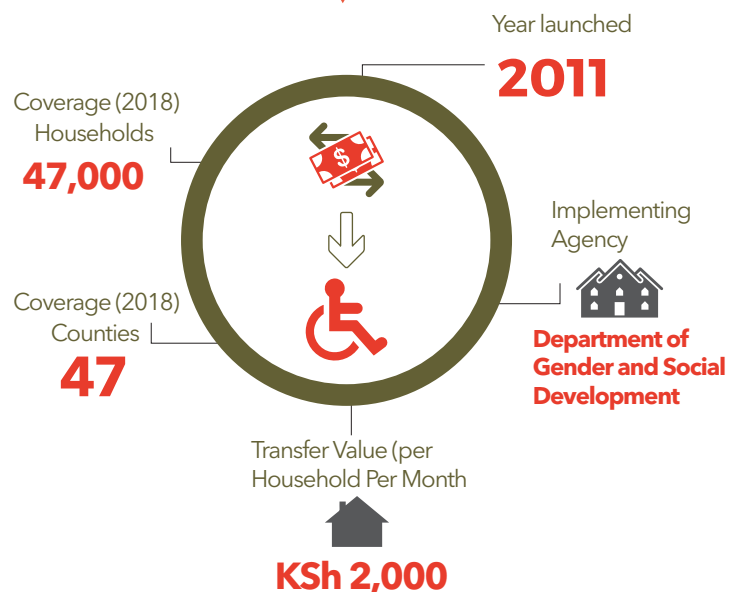 Year launched
2011
Coverage (2018)
Households
47,000
$
Implementing
Agency
Department of
Gender and Social
Development
Coverage (2018)
Counties
47
Transfer Value (per
Household Per Month
KSh 2,000